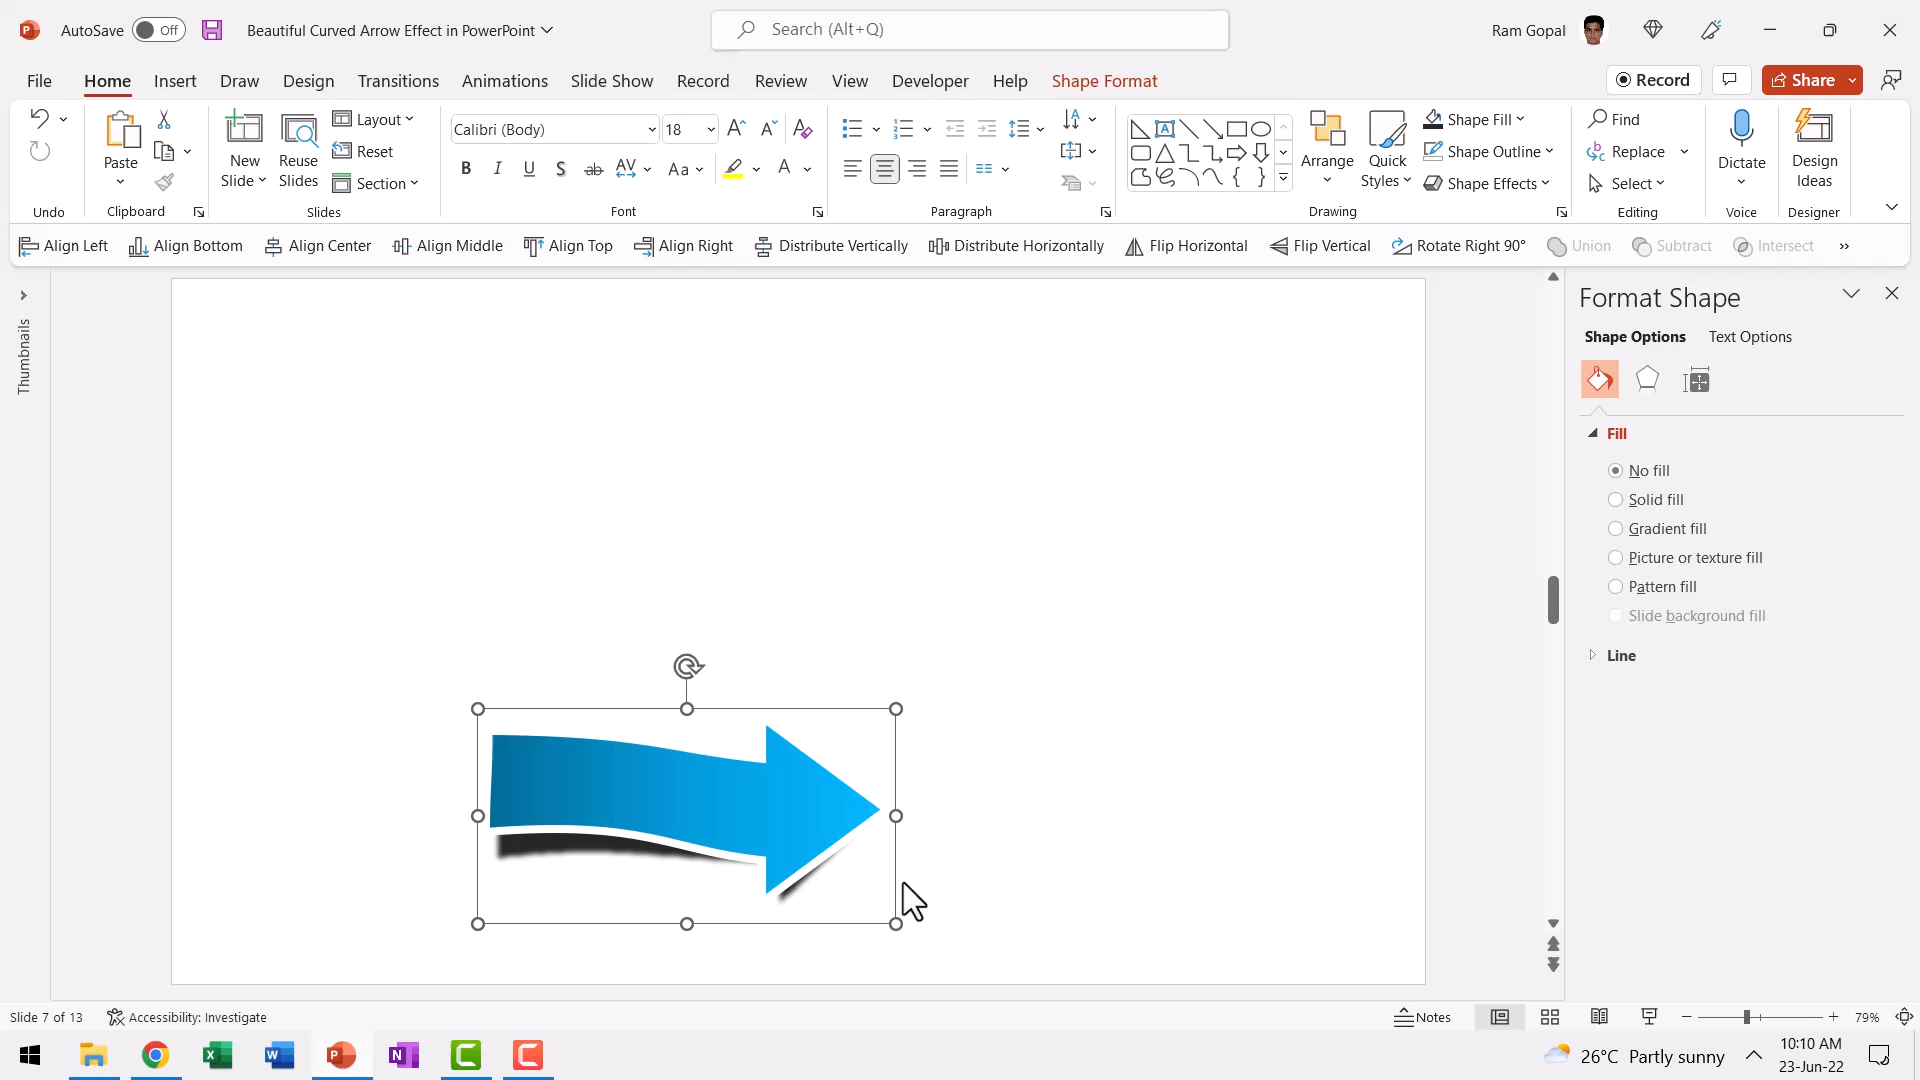 AutoSave Off Beautiful Curved Arrow Effect in PowerPoint Search (Alt+Q) Ram Gopal
File Home Insert Draw Design Transitions Animations Slide Show Record Review View Developer Help Shape Format Record Share
Paste
New
Slide
Reuse
Slides
Layout
Reset
Section
Calibri (Body) 18
Arrange
Quick
Styles
Shape Fill
Shape Outline
Shape Effects
Find
Replace
Select
Dictate
Design
Ideas
Undo Clipboard Slides Font Paragraph Drawing Editing Voice Designer
Align Left Align Bottom Align Center Align Middle Align Top Align Right Distribute Vertically Distribute Horizontally Flip Horizontal Flip Vertical Rotate Right 90° Union Subtract Intersect
Thumbnails
Format Shape
Shape Options Text Options
Fill
No fill
Solid fill
Gradient fill
Picture or texture fill
Pattern fill
Slide background fill
Line
Slide 7 of 13 Accessibility: Investigate Notes 79%
26°C Partly sunny
10:10 AM
23-Jun-22